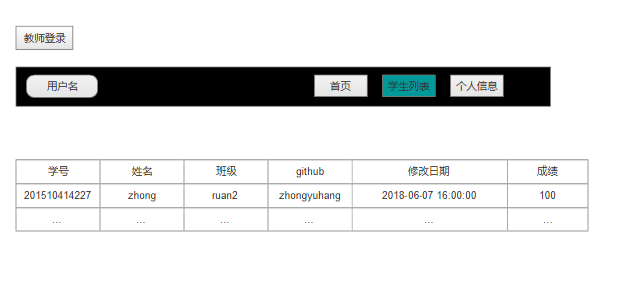 教师登录
用户名 首页 学生列表 个人信息
学号 姓名 班级 github 修改日期 成绩
201510414227 zhong ruan2 zhongyuhang 2018-06-07 16:00:00 100
... ... ... ... ... ...